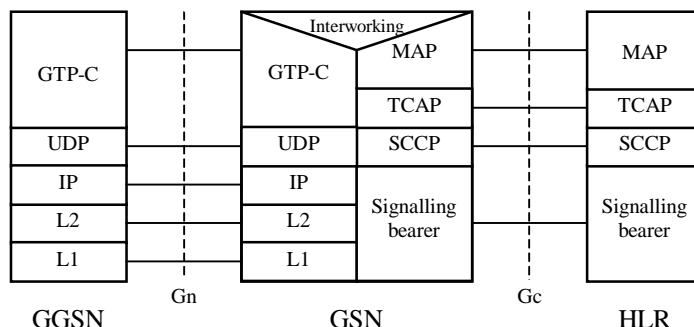 Interworking
GTP-C
GTP-C
MAP
MAP
TCAP
TCAP
UDP
UDP
SCCP
SCCP
IP
IP
L2
L2
Signalling
bearer
Signalling
bearer
L1
L1
Gn
Gc
GGSN
GSN
HLR